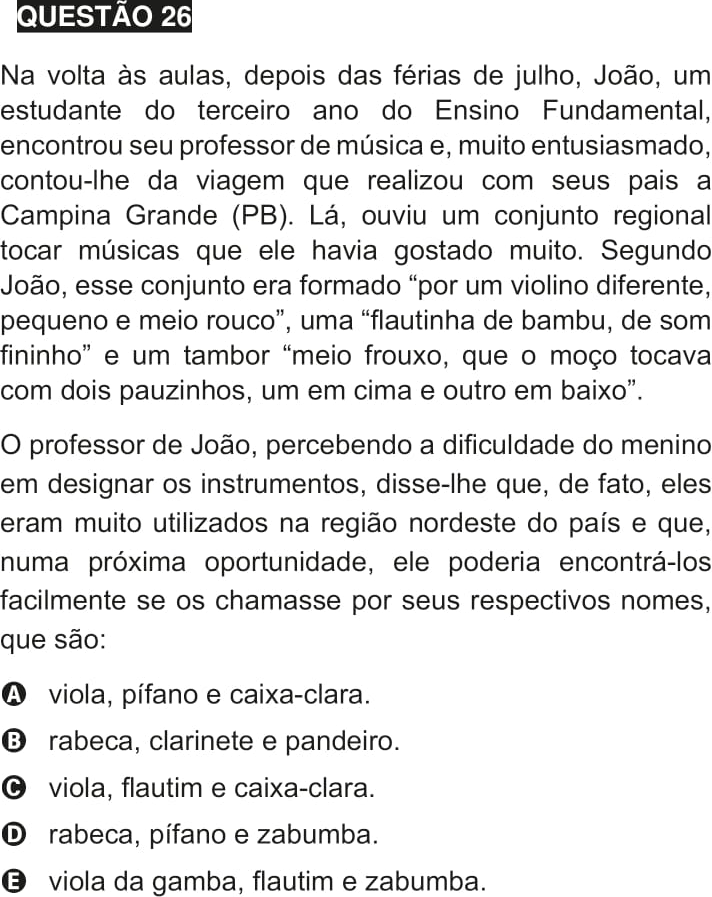 QUESTÃO 26
Na volta às aulas, depois das férias de julho, João, um
estudante do terceiro ano do Ensino Fundamental,
encontrou seu professor de música e, muito entusiasmado,
contou-lhe da viagem que realizou com seus pais a
Campina Grande (PB). Lá, ouviu um conjunto regional
tocar músicas que ele havia gostado muito. Segundo
João, esse conjunto era formado “por um violino diferente,
pequeno e meio rouco”, uma “flautinha de bambu, de som
fininho” e um tambor “meio frouxo, que o moço tocava
com dois pauzinhos, um em cima e outro em baixo”.
O professor de João, percebendo a dificuldade do menino
em designar os instrumentos, disse-lhe que, de fato, eles
eram muito utilizados na região nordeste do país e que,
numa próxima oportunidade, ele poderia encontrá-los
facilmente se os chamasse por seus respectivos nomes,
que são:
A viola, pífano e caixa-clara.
B rabeca, clarinete e pandeiro.
C viola, flautim e caixa-clara.
D rabeca, pífano e zabumba.
E viola da gamba, flautim e zabumba.